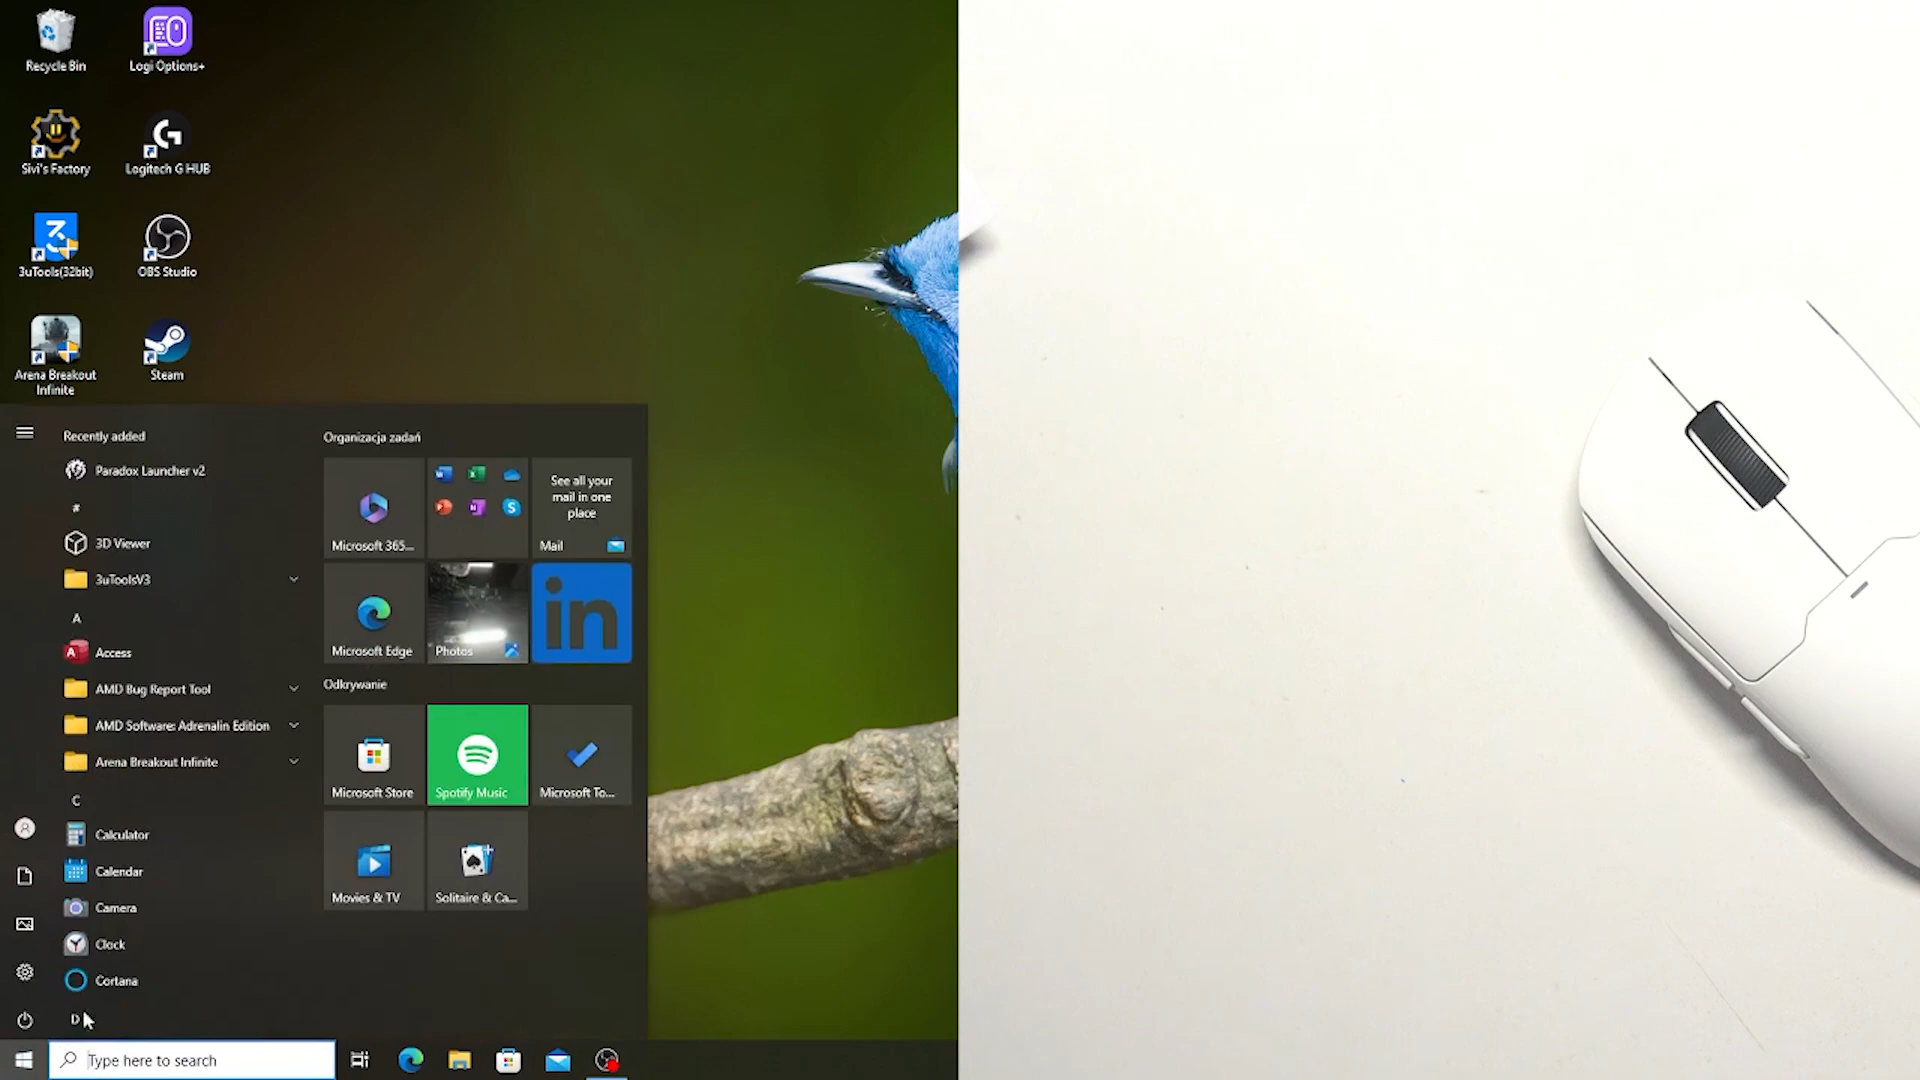 Recycle Bin
Logi Options+
Sivi's Factory
Logitech G HUB
3uTools(32bit)
OBS Studio
Arena Breakout
Infinite
Steam
Recently added
Paradox Launcher v2
#
3D Viewer
3uToolsV3
A
Access
AMD Bug Report Tool
AMD Software: Adrenalin Edition
Arena Breakout Infinite
C
Calculator
Calendar
Camera
Clock
Cortana
D
Organizacja zadań
Microsoft 365...
See all your
mail in one
place
Mail
Microsoft Edge
Photos
in
Odkrywanie
Microsoft Store
Spotify Music
Microsoft To...
Movies & TV
Solitaire & Ca...
Type here to search